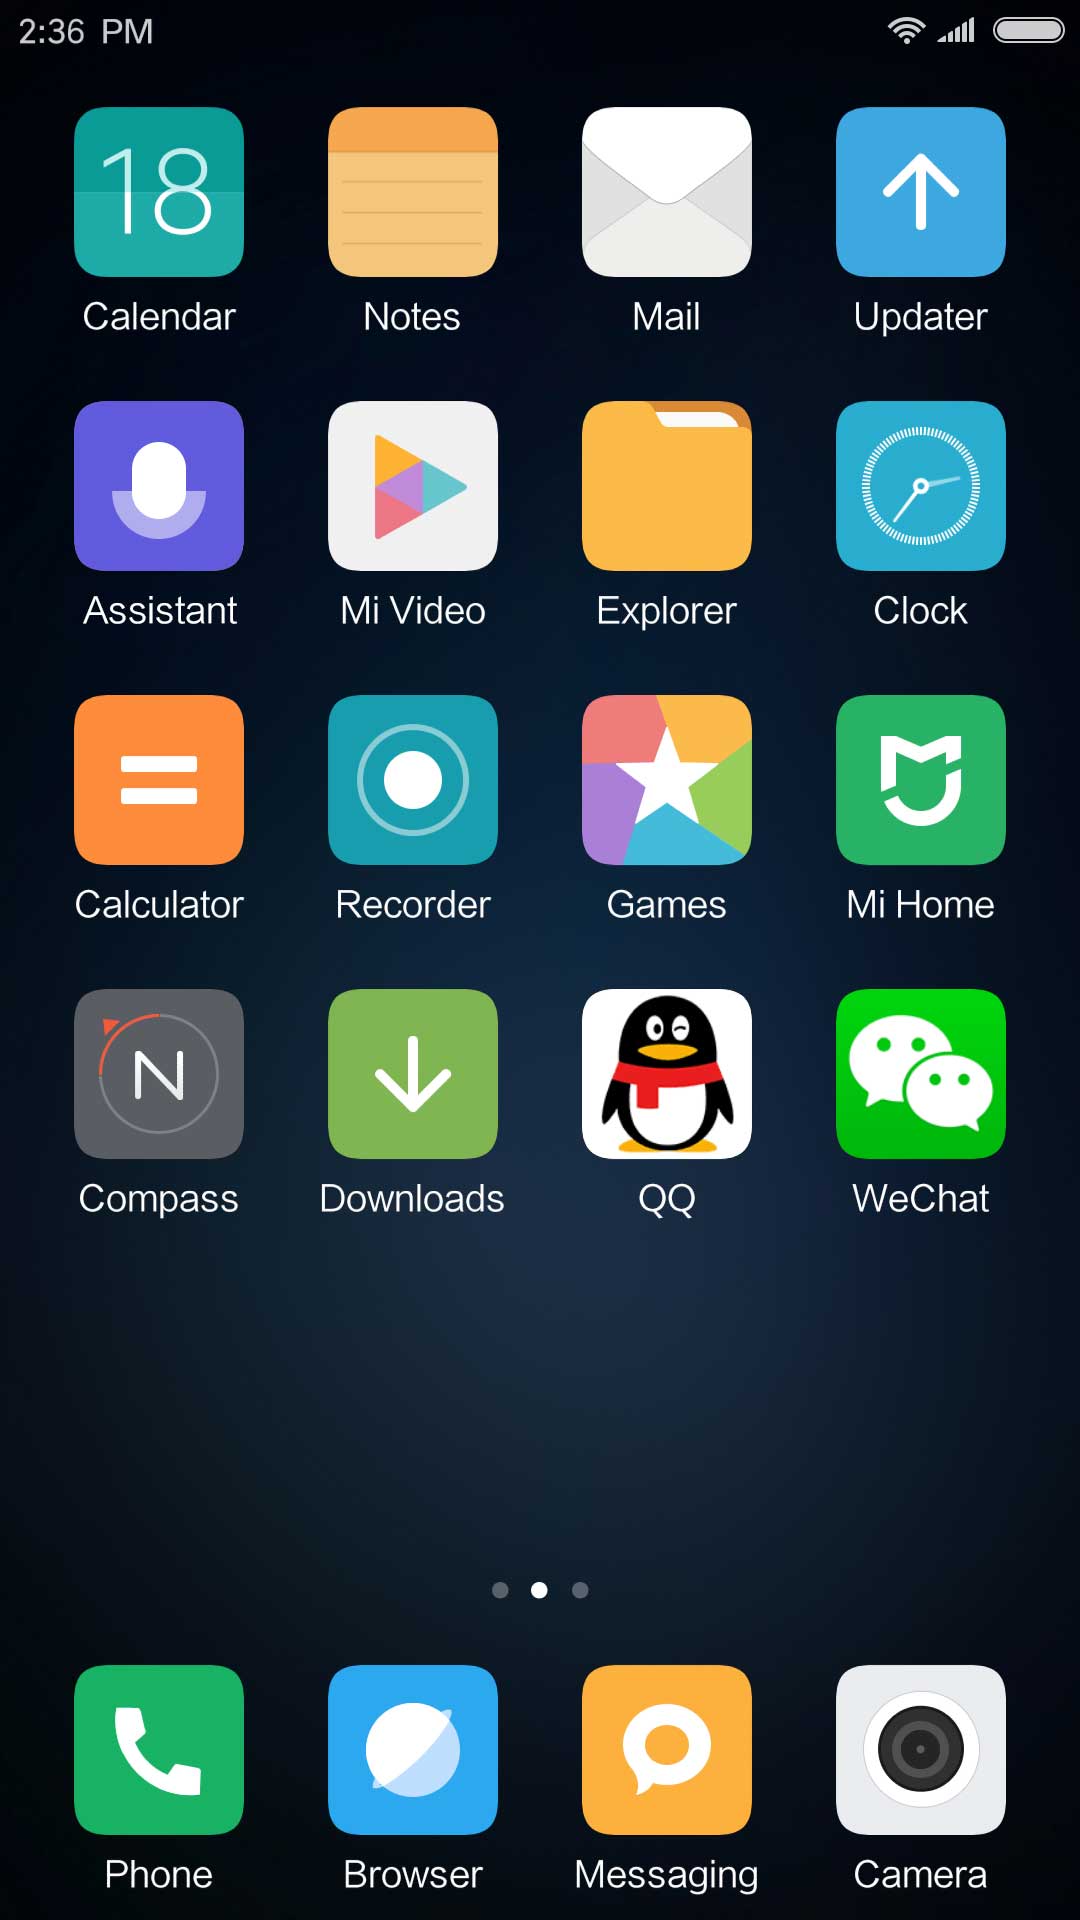 2:36 PM
18
Calendar Notes Mail Updater
Assistant Mi Video Explorer Clock
Calculator Recorder Games Mi Home
N
Compass Downloads QQ WeChat
Phone Browser Messaging Camera